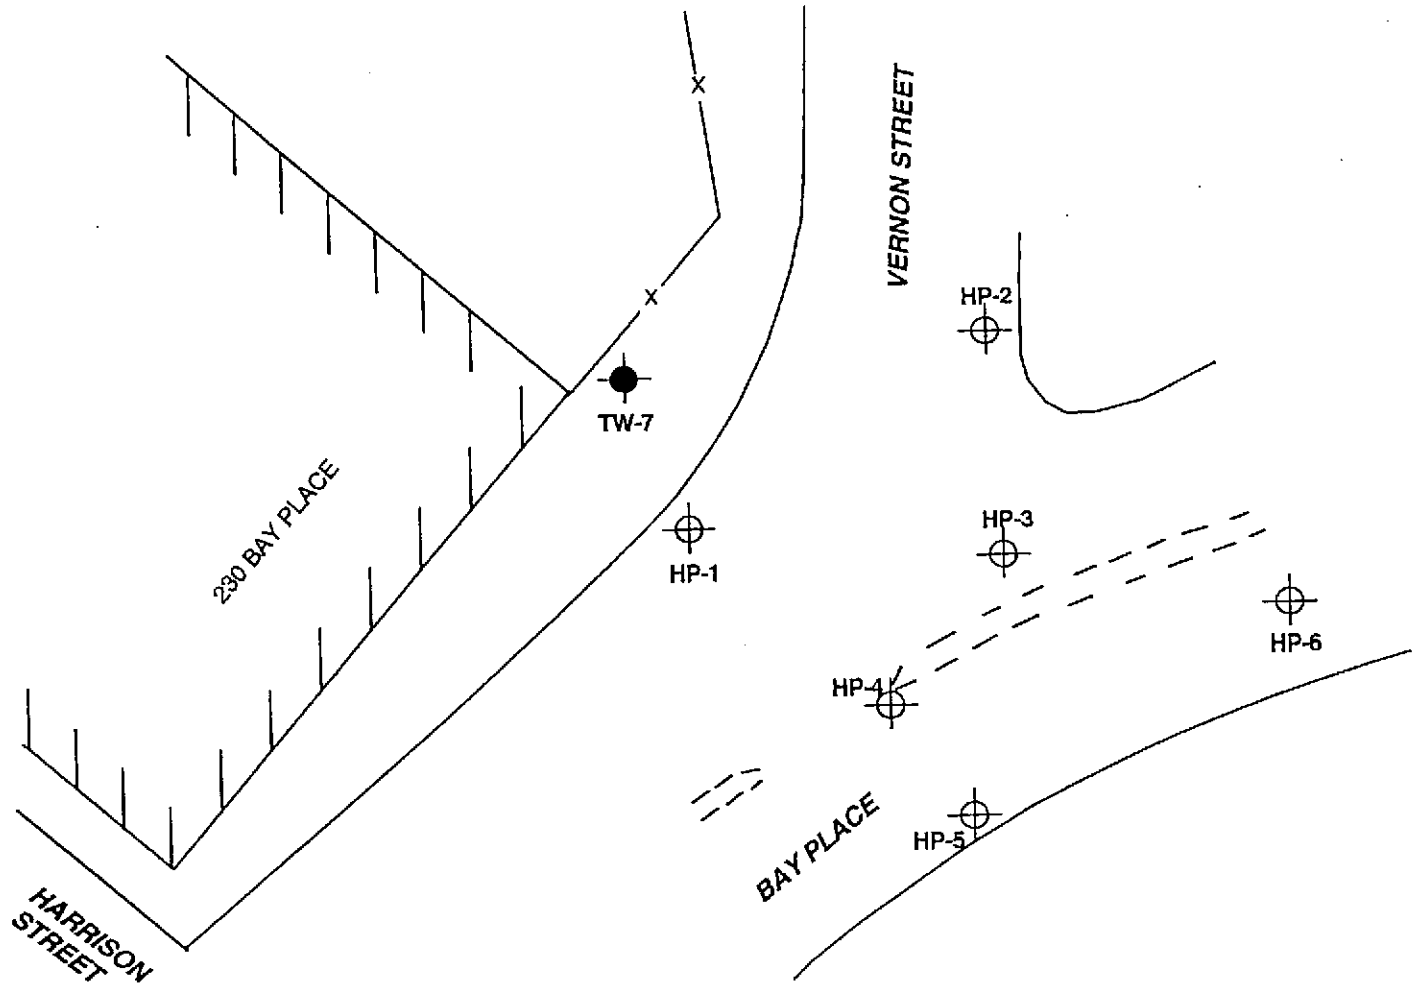 X
VERNON STREET
HP-2
X
TW-7
230 BAY PLACE
HP-3
HP-1
HP-6
HP-4
BAY PLACE
HP-5
HARRISON
STREET